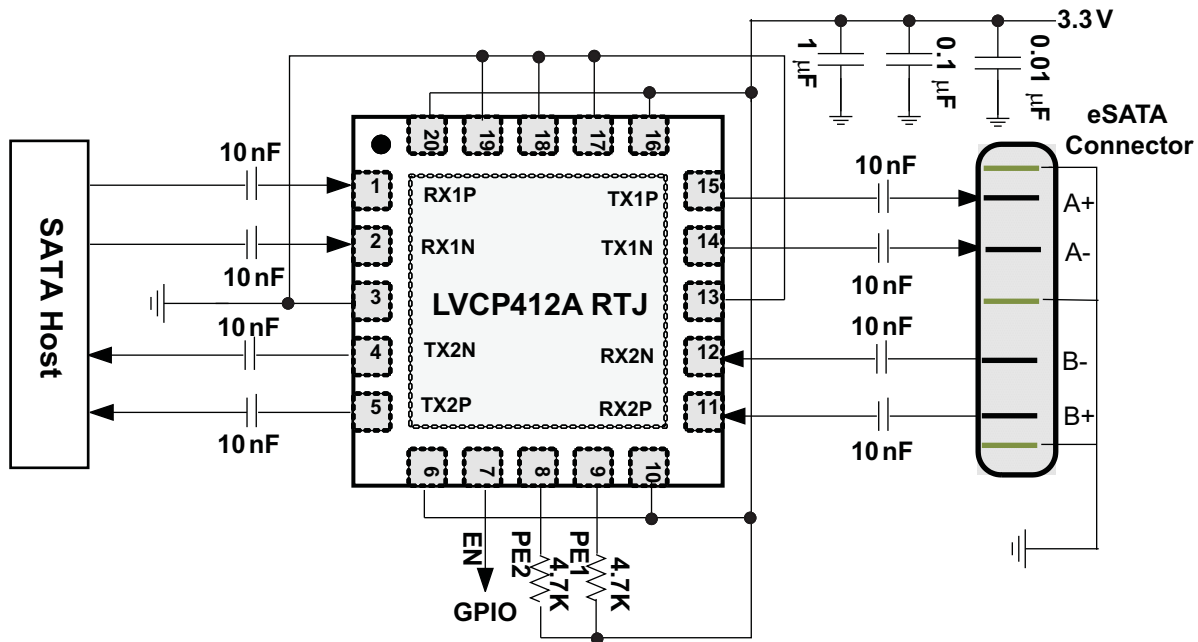 3.3 V
1 µF
0.1 µF
0.01 µF
eSATA
Connector
20
19
18
17
16
10 nF
10 nF
SATA Host
1
RX1P
TX1P
15
A+
2
RX1N
TX1N
14
A-
10 nF
10 nF
3
LVCP412A RTJ
13
10 nF
10 nF
4
TX2N
RX2N
12
B-
5
TX2P
RX2P
11
B+
10 nF
10 nF
6
7
8
9
10
EN
PE2
4.7K
PE1
4.7K
GPIO